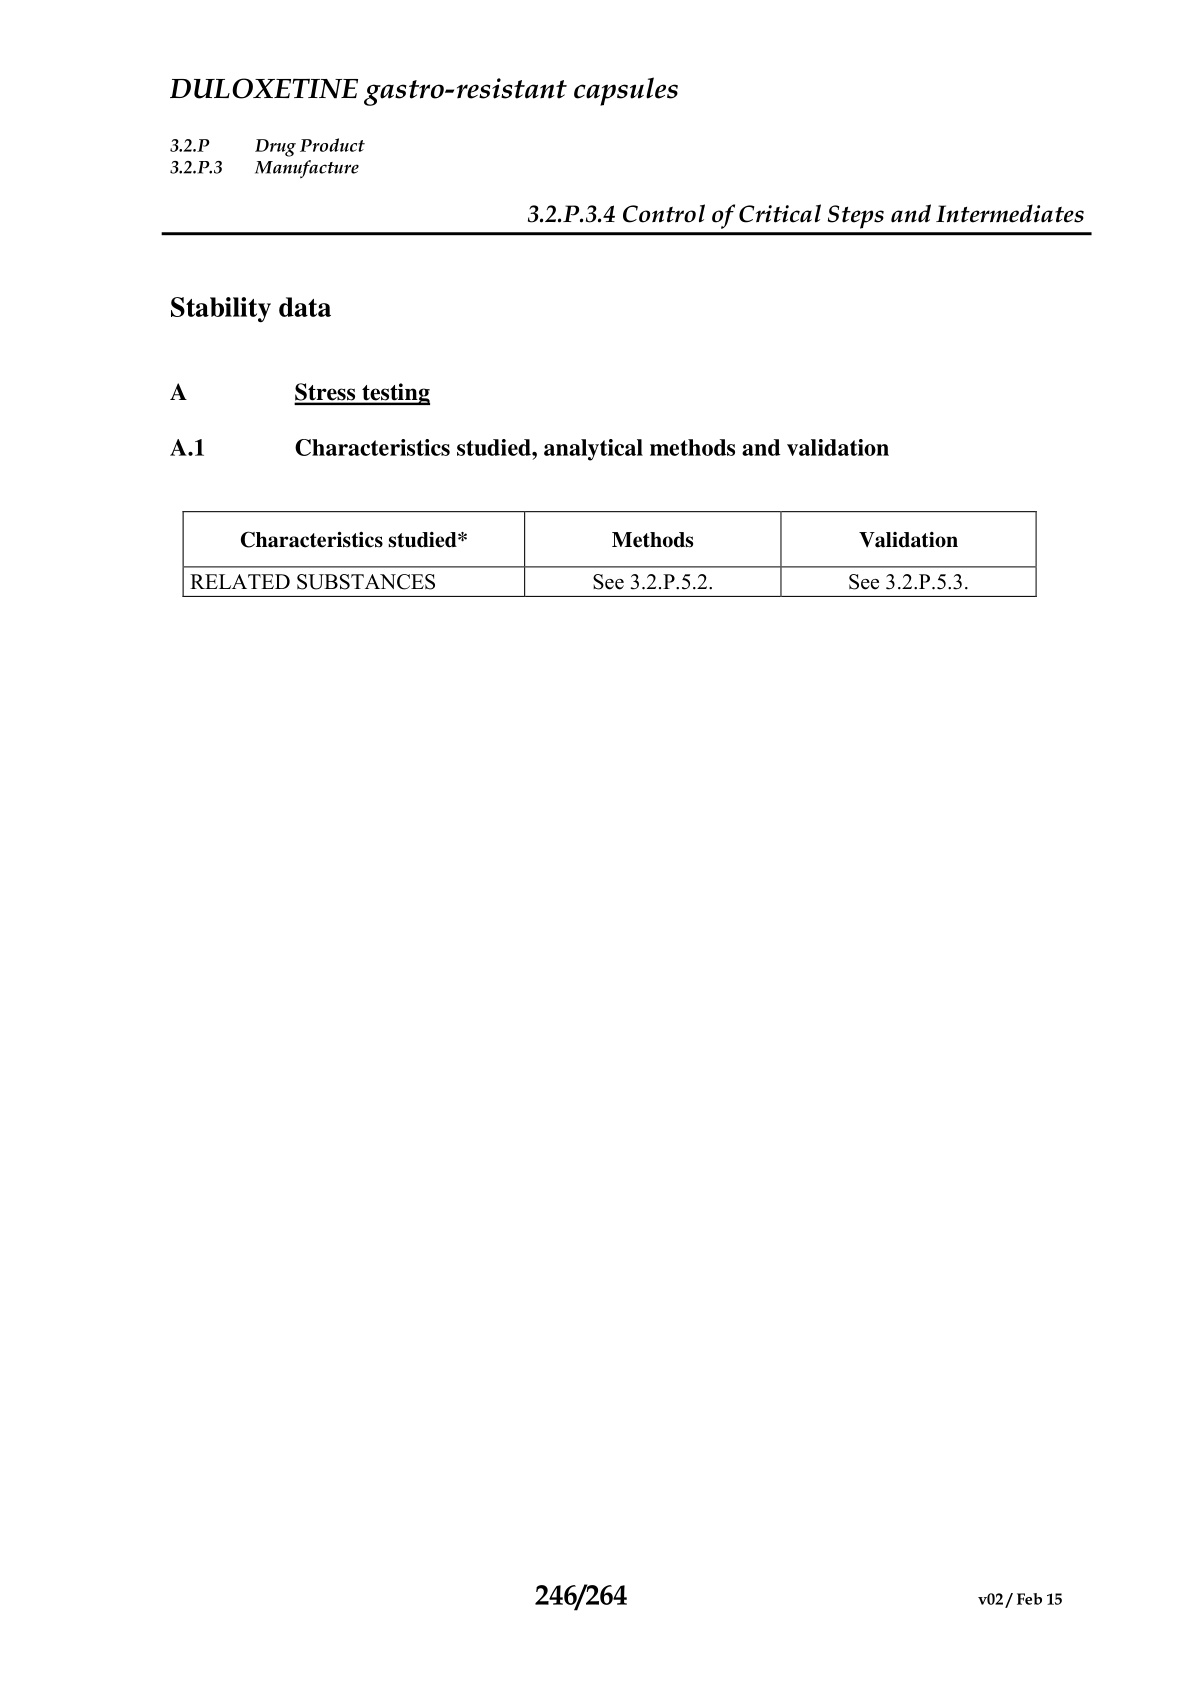 DULOXETINE gastro-resistant capsules
3.2.P Drug Product
3.2.P.3 Manufacture
3.2.P.3.4 Control of Critical Steps and Intermediates
Stability data
A Stress testing
A.1 Characteristics studied, analytical methods and validation
Characteristics studied* Methods Validation
RELATED SUBSTANCES See 3.2.P.5.2. See 3.2.P.5.3.
246/264 v02 / Feb 15